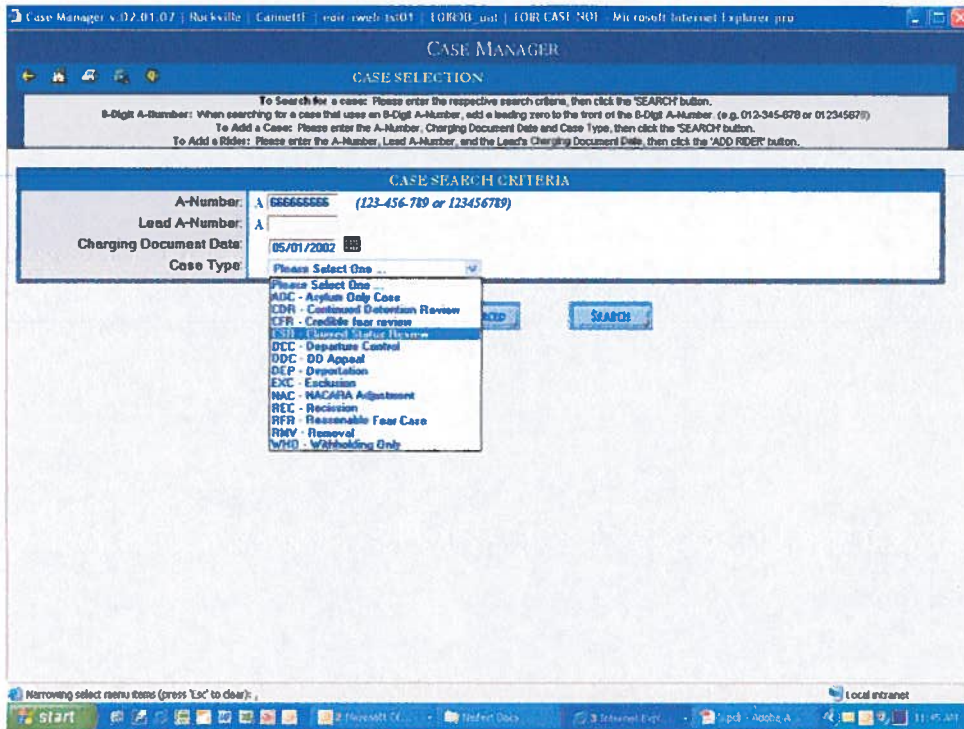 Case Manager v.02.01.07 | Rockville | - Microsoft Internet Explorer pro
CASE MANAGER
CASE SELECTION
To Search for a case: Please enter the respective search criteria, then click the 'SEARCH' button.
8-Digit A-Number: When searching for a case that uses an 8-Digit A-Number, add a leading zero to the front of the 8-Digit A-Number. (e.g. 012-345-678 or 012345678)
To Add a Case: Please enter the A-Number, Charging Document Date and Case Type, then click the 'SEARCH' button.
To Add a Rider: Please enter the A-Number, Lead A-Number, and the Lead's Charging Document Date, then click the 'ADD RIDER' button.
CASE SEARCH CRITERIA
A-Number: A 666666666 (123-456-789 or 123456789)
Lead A-Number: A
Charging Document Date: 05/01/2002
Case Type: Please Select One ...
Please Select One ...
AOC - Asylum Only Case
CDR - Continued Detention Review
CFR - Credible fear review
CSR - Claimed Status Review
DCC - Departure Control
DDC - DD Appeal
DEP - Deportation
EXC - Exclusion
NAC - NACARA Adjustment
REC - Recission
RFR - Reasonable Fear Case
RMV - Removal
WHO - Withholding Only
SEARCH
Narrowing select menu items (press 'Esc' to clear): ,
Local intranet
start
2 Microsoft
3 Internet Expl...
- Adobe A...
11:45 AM